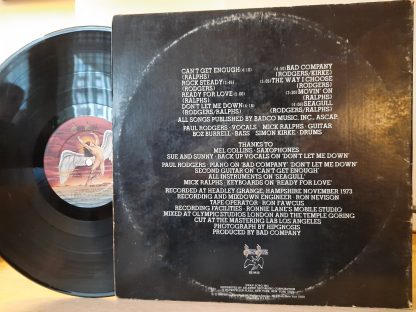 CAN'T GET ENOUGH (4:15)
(RALPHS)
ROCK STEADY
(RODGERS)
READY FOR LOVE
(RALPHS)
DON'T LET ME DOWN
(RODGERS/RALPHS)
BAD COMPANY
(RODGERS/KIRKE)
THE WAY I CHOOSE
(RODGERS)
MOVIN' ON
(RALPHS)
SEAGULL
(RODGERS/RALPHS)
ALL SONGS PUBLISHED BY BADCO MUSIC, INC., ASCAP.
PAUL RODGERS · VOCALS MICK RALPHS · GUITAR
BOZ BURRELL · BASS SIMON KIRKE · DRUMS
THANKS TO
MEL COLLINS · SAXOPHONES
SUE AND SUNNY · BACK UP VOCALS ON 'DON'T LET ME DOWN'
PAUL RODGERS · PIANO ON 'BAD COMPANY' 'DON'T LET ME DOWN'
SECOND GUITAR ON 'CAN'T GET ENOUGH'
ALL INSTRUMENTS ON 'SEAGULL'
MICK RALPHS · KEYBOARDS ON 'READY FOR LOVE'
RECORDED AT HEADLEY GRANGE, HAMPSHIRE NOVEMBER 1973
RECORDING AND MIXDOWN ENGINEER · RON NEVISON
TAPE OPERATOR · RON FAWCUS
RECORDING FACILITIES · RONNIE LANE'S MOBILE STUDIO
MIXED AT OLYMPIC STUDIOS LONDON AND THE TEMPLE GORING
CUT AT THE MASTERING LAB LOS ANGELES
PHOTOGRAPH BY HIPGNOSIS
PRODUCED BY BAD COMPANY